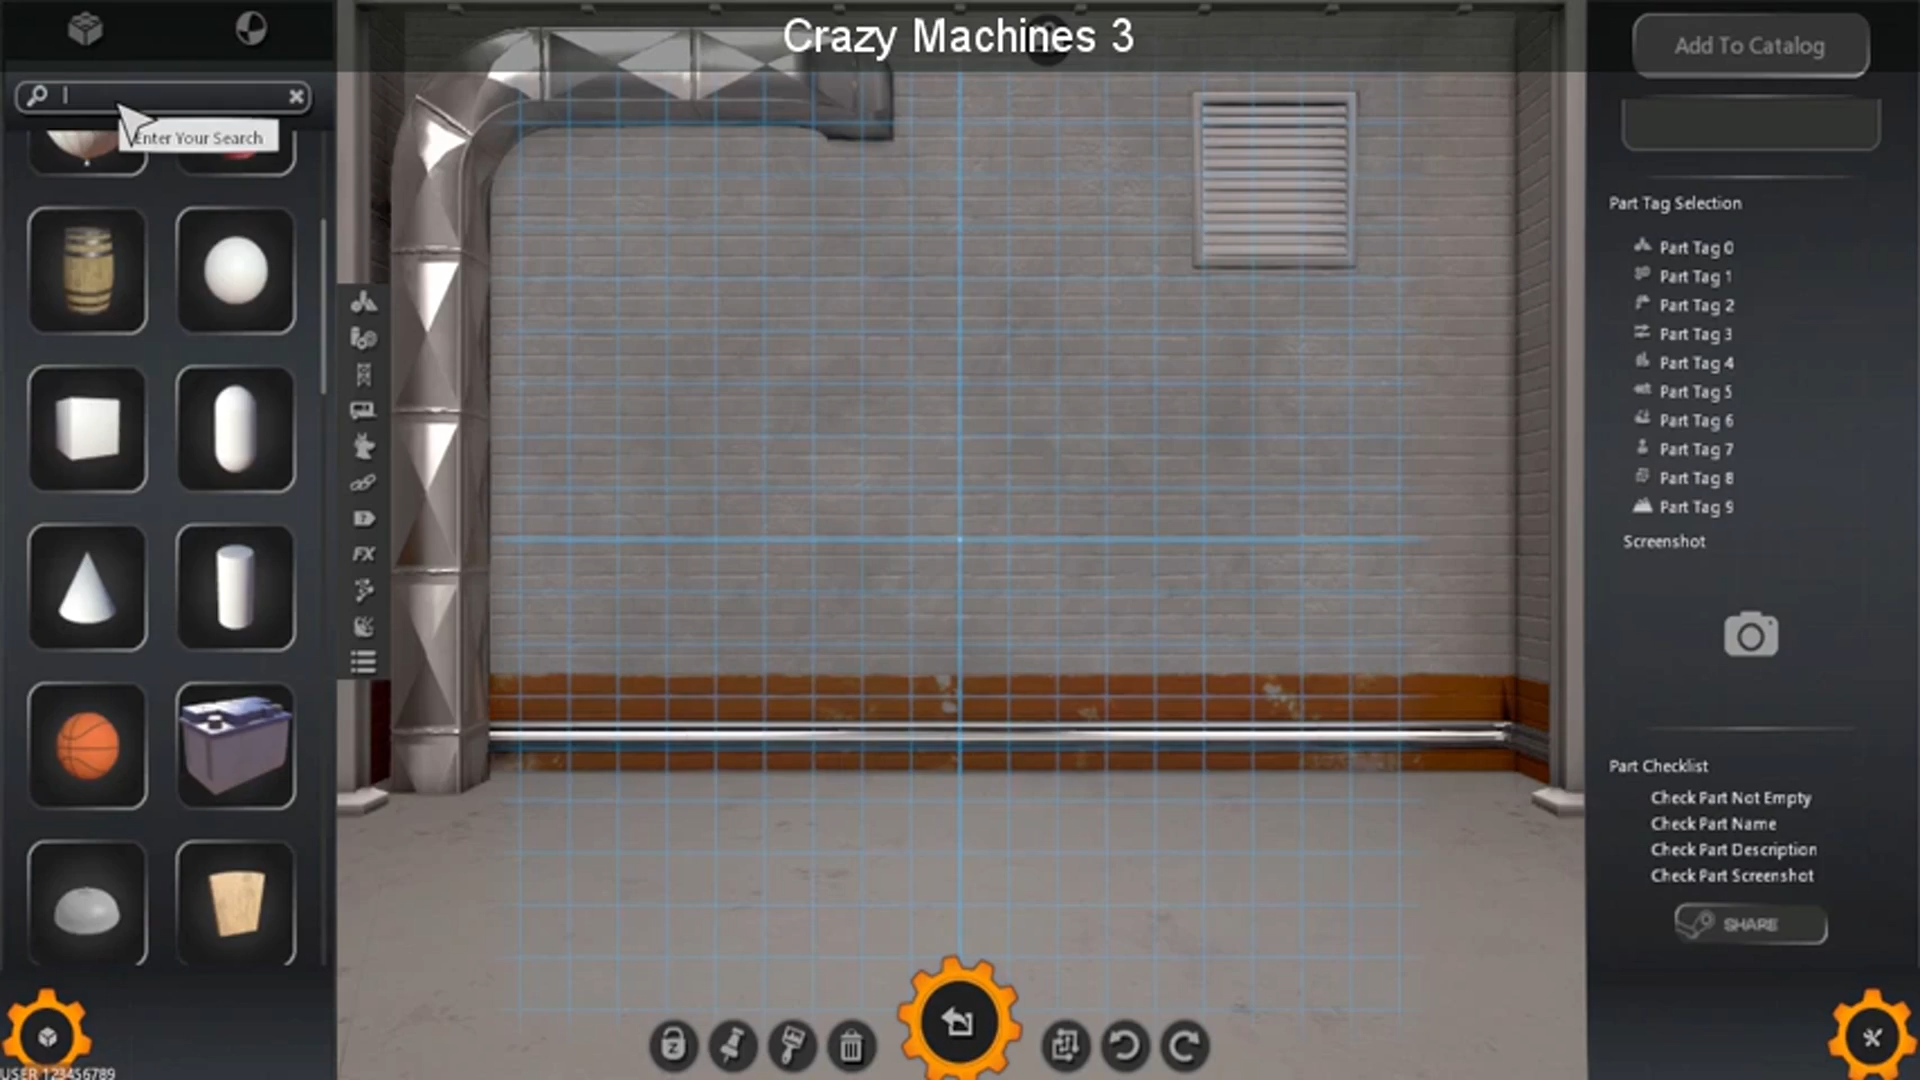 Crazy Machines 3
Add To Catalog
Enter Your Search
Part Tag Selection
Part Tag 0
Part Tag 1
Part Tag 2
Part Tag 3
Part Tag 4
Part Tag 5
Part Tag 6
Part Tag 7
Part Tag 8
Part Tag 9
Screenshot
FX
Part Checklist
Check Part Not Empty
Check Part Name
Check Part Description
Check Part Screenshot
SHARE
Z
USER 123456789